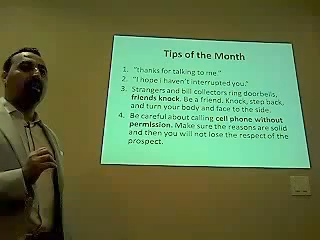 Tips of the Month
1. "thanks for talking to me."
2. "I hope i haven't interrupted you."
3. Strangers and bill collectors ring doorbells,
friends knock. Be a friend. Knock, step back,
and turn your body and face to the side.
4. Be careful about calling cell phone without
permission. Make sure the reasons are solid
and then you will not lose the respect of the
prospect.